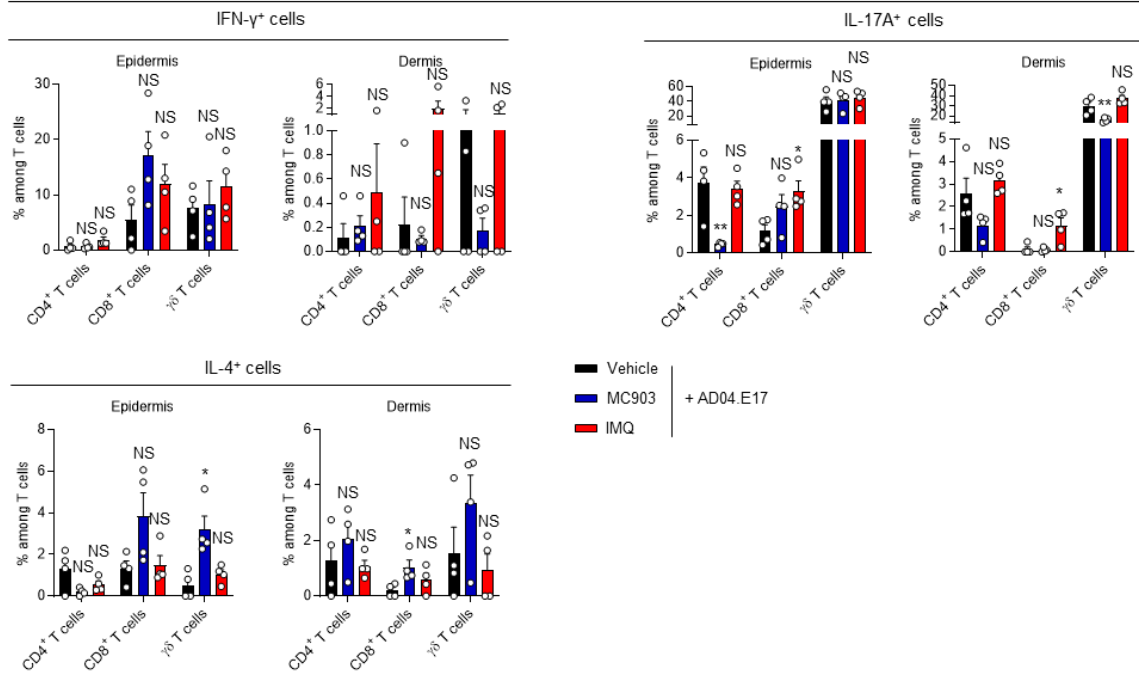 IFN-γ⁺ cells
IL-17A⁺ cells
Epidermis
% among T cells
30
20
10
0
NS
NS
NS
NS
NS
NS
CD4⁺ T cells
CD8⁺ T cells
γδ T cells
Dermis
% among T cells
6
4
2
1.0
0.8
0.6
0.4
0.2
0.0
NS
NS
NS
NS
NS
NS
CD4⁺ T cells
CD8⁺ T cells
γδ T cells
Epidermis
% among T cells
60
40
20
6
4
2
0
**
NS
NS
*
NS
NS
CD4⁺ T cells
CD8⁺ T cells
γδ T cells
Dermis
% among T cells
50
40
30
20
10
5
4
3
2
1
0
NS
NS
NS
*
**
NS
CD4⁺ T cells
CD8⁺ T cells
γδ T cells
IL-4⁺ cells
Epidermis
% among T cells
8
6
4
2
0
NS
NS
NS
NS
*
NS
CD4⁺ T cells
CD8⁺ T cells
γδ T cells
Dermis
% among T cells
6
4
2
0
NS
NS
*
NS
NS
NS
CD4⁺ T cells
CD8⁺ T cells
γδ T cells
Vehicle
MC903
IMQ
+ AD04.E17